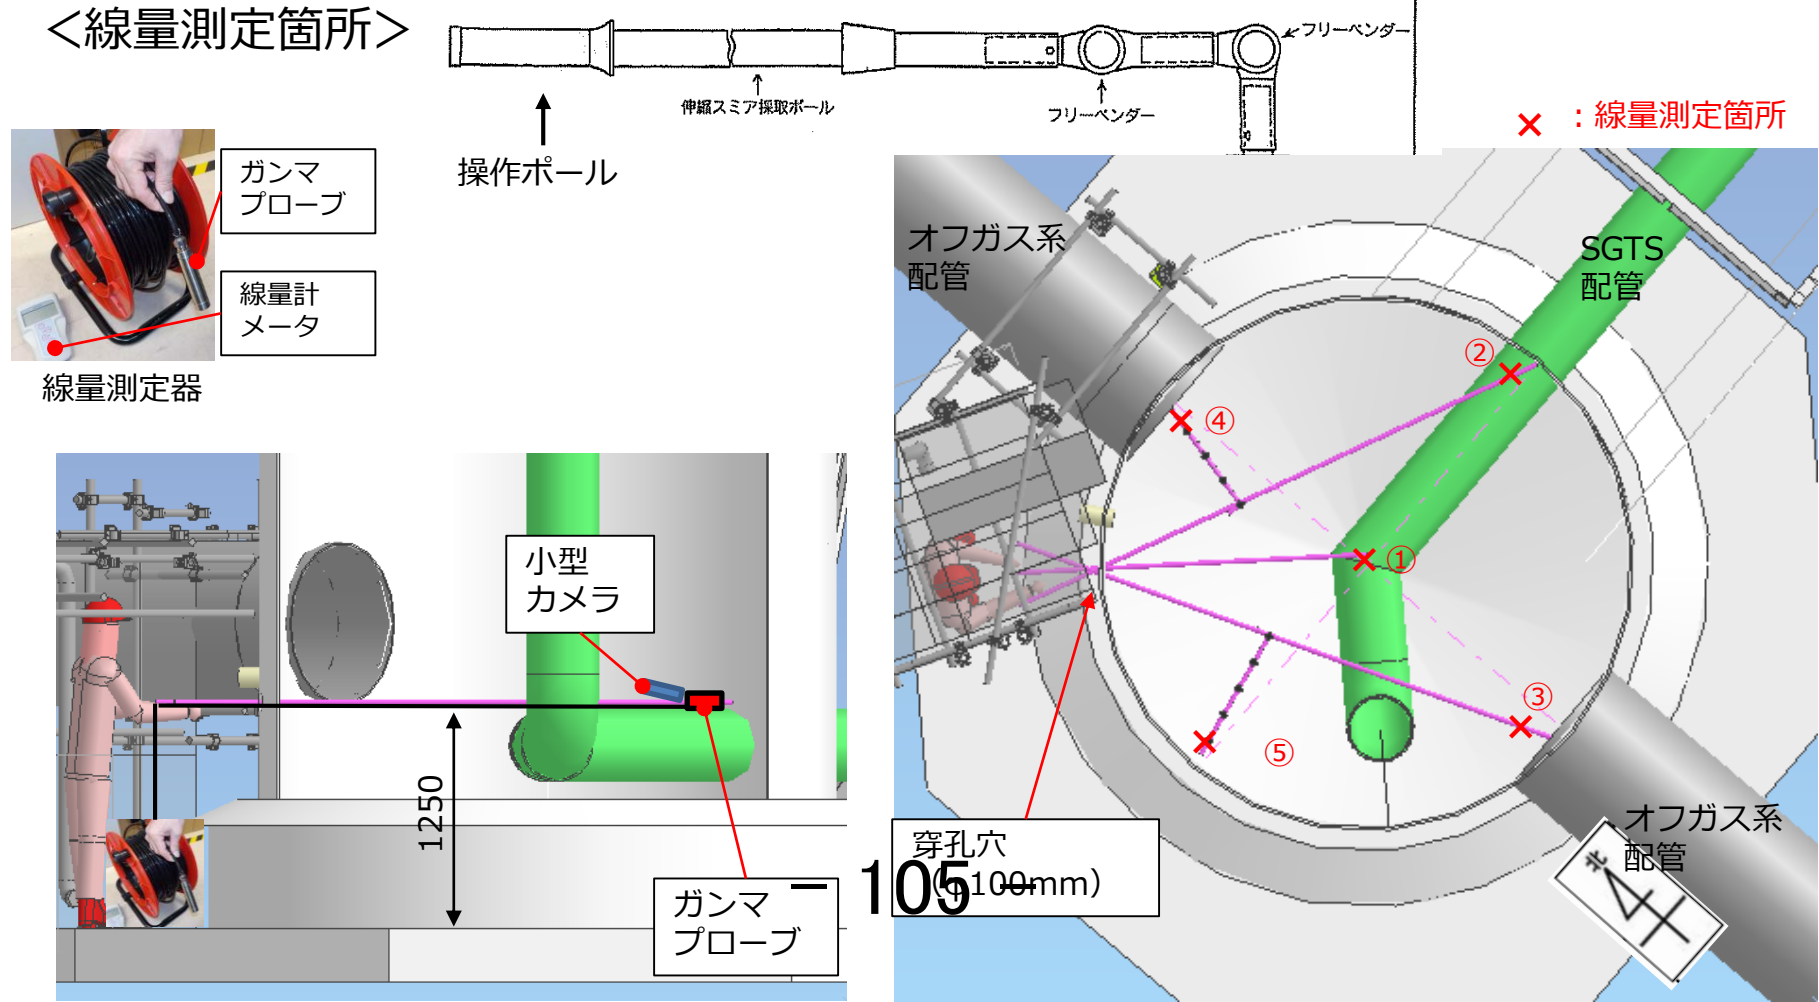 ＜線量測定箇所＞
フリーベンダー
伸縮スミア採取ポール
フリーベンダー
操作ポール
× ：線量測定箇所
ガンマ
プローブ
線量計
メータ
線量測定器
オフガス系
配管
SGTS
配管
②
④
①
③
⑤
小型
カメラ
1250
ガンマ
プローブ
穿孔穴
（φ100mm）
− 105 −
オフガス系
配管
北